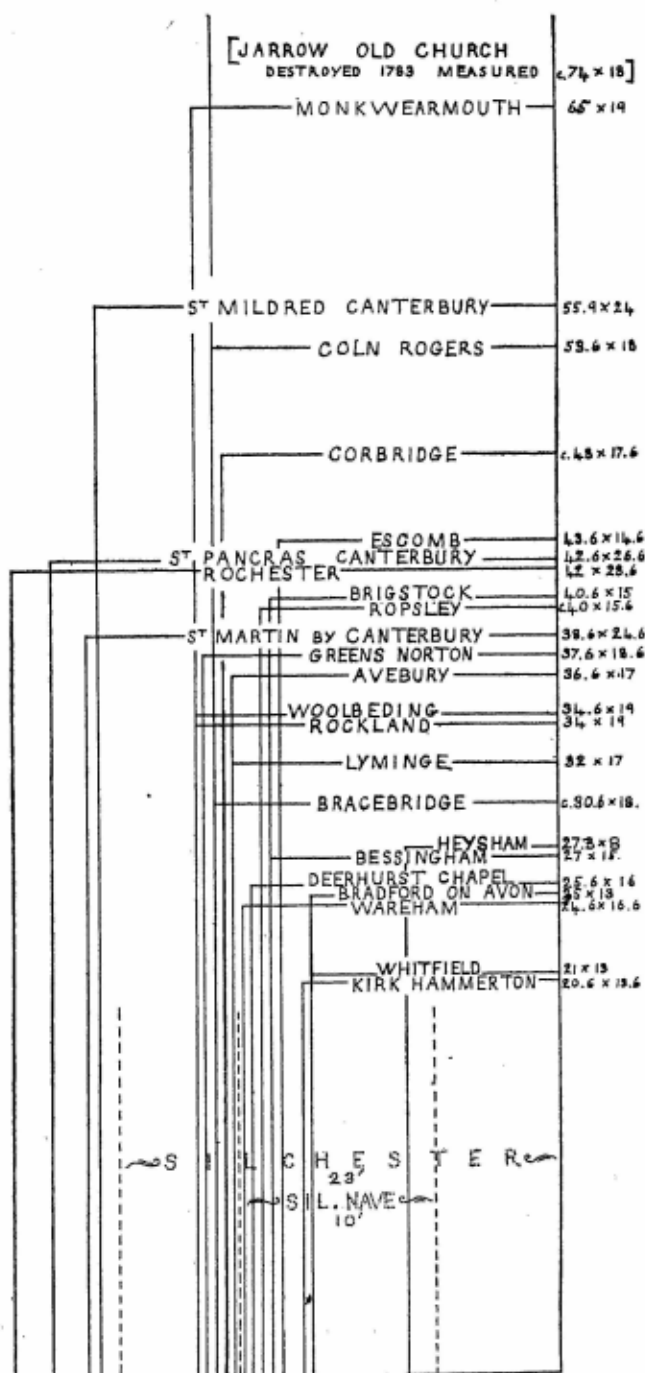 [JARROW OLD CHURCH
DESTROYED 1783 MEASURED c.74 × 18]
MONKWEARMOUTH 65 × 19
ST MILDRED CANTERBURY 55.9 × 24
COLN ROGERS 53.6 × 18
CORBRIDGE c.48 × 17.6
ESCOMB 43.6 × 14.6
ST PANCRAS CANTERBURY 42.6 × 26.6
ROCHESTER 42 × 28.6
BRIGSTOCK 40.6 × 15
ROPSLEY c40 × 15.6
ST MARTIN BY CANTERBURY 38.6 × 24.6
GREENS NORTON 37.6 × 18.6
AVEBURY 36.6 × 17
WOOLBEDING 34.6 × 19
ROCKLAND 34 × 19
LYMINGE 32 × 17
BRACEBRIDGE c.30.6 × 18.
HEYSHAM 27.3 × 8
BESSINGHAM 27 × 15.
DEERHURST CHAPEL 25.6 × 16
BRADFORD ON AVON 25 × 13
WAREHAM 24.6 × 16.6
WHITFIELD 21 × 13
KIRK HAMMERTON 20.6 × 13.6
SILCHESTER
23'
SIL. NAVE
10'